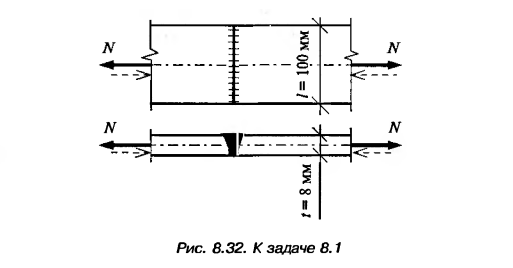 N
N
l = 100 мм
N
N
t = 8 мм
Рис. 8.32. К задаче 8.1